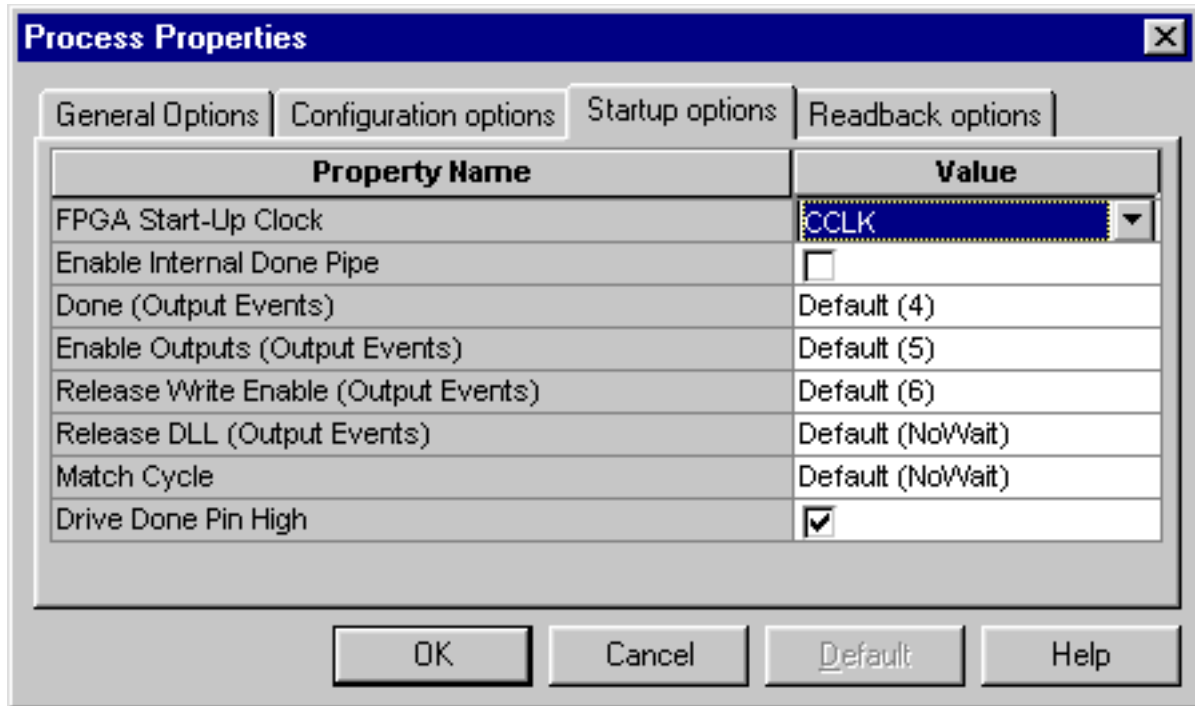 Process Properties
General Options Configuration options Startup options Readback options
Property Name Value
FPGA Start-Up Clock CCLK
Enable Internal Done Pipe
Done (Output Events) Default (4)
Enable Outputs (Output Events) Default (5)
Release Write Enable (Output Events) Default (6)
Release DLL (Output Events) Default (NoWait)
Match Cycle Default (NoWait)
Drive Done Pin High
OK Cancel Default Help